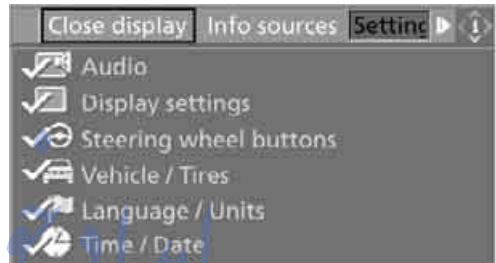 Close display Info sources Setting
Audio
Display settings
Steering wheel buttons
Vehicle / Tires
Language / Units
Time / Date